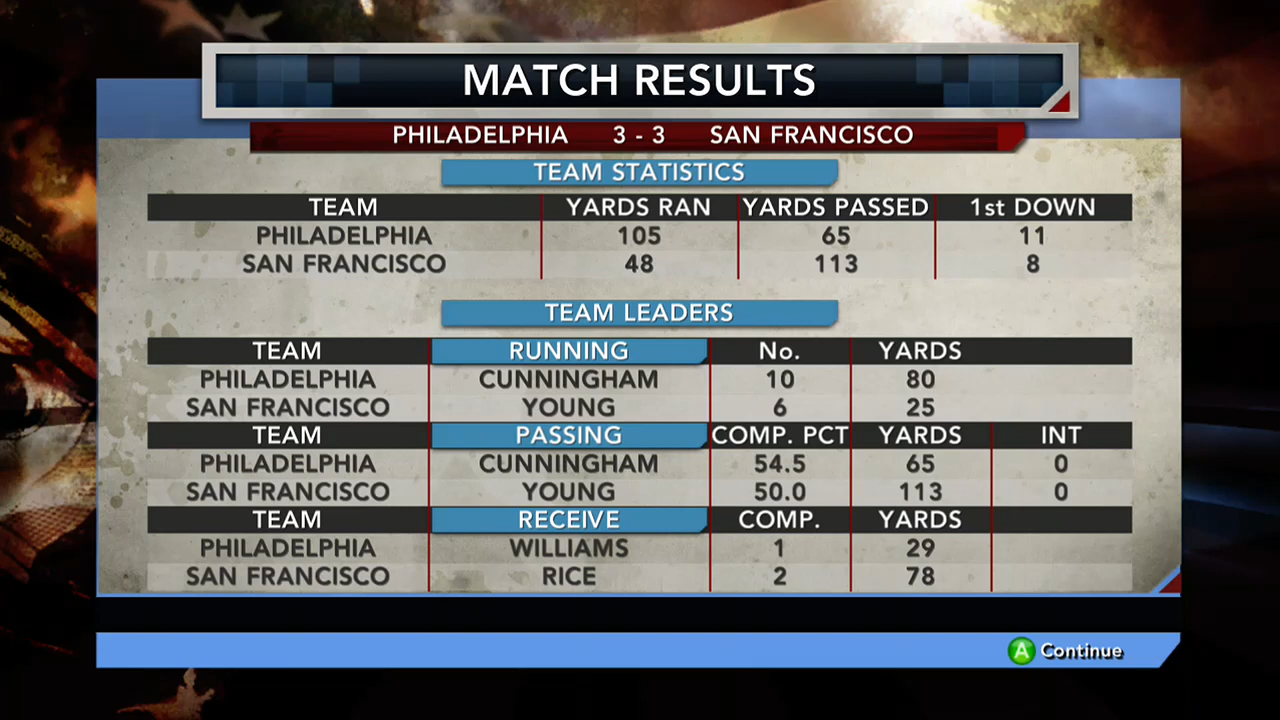 MATCH RESULTS
PHILADELPHIA 3 - 3 SAN FRANCISCO
TEAM STATISTICS
TEAM YARDS RAN YARDS PASSED 1st DOWN
PHILADELPHIA 105 65 11
SAN FRANCISCO 48 113 8
TEAM LEADERS
TEAM RUNNING No. YARDS
PHILADELPHIA CUNNINGHAM 10 80
SAN FRANCISCO YOUNG 6 25
TEAM PASSING COMP. PCT YARDS INT
PHILADELPHIA CUNNINGHAM 54.5 65 0
SAN FRANCISCO YOUNG 50.0 113 0
TEAM RECEIVE COMP. YARDS
PHILADELPHIA WILLIAMS 1 29
SAN FRANCISCO RICE 2 78
A Continue